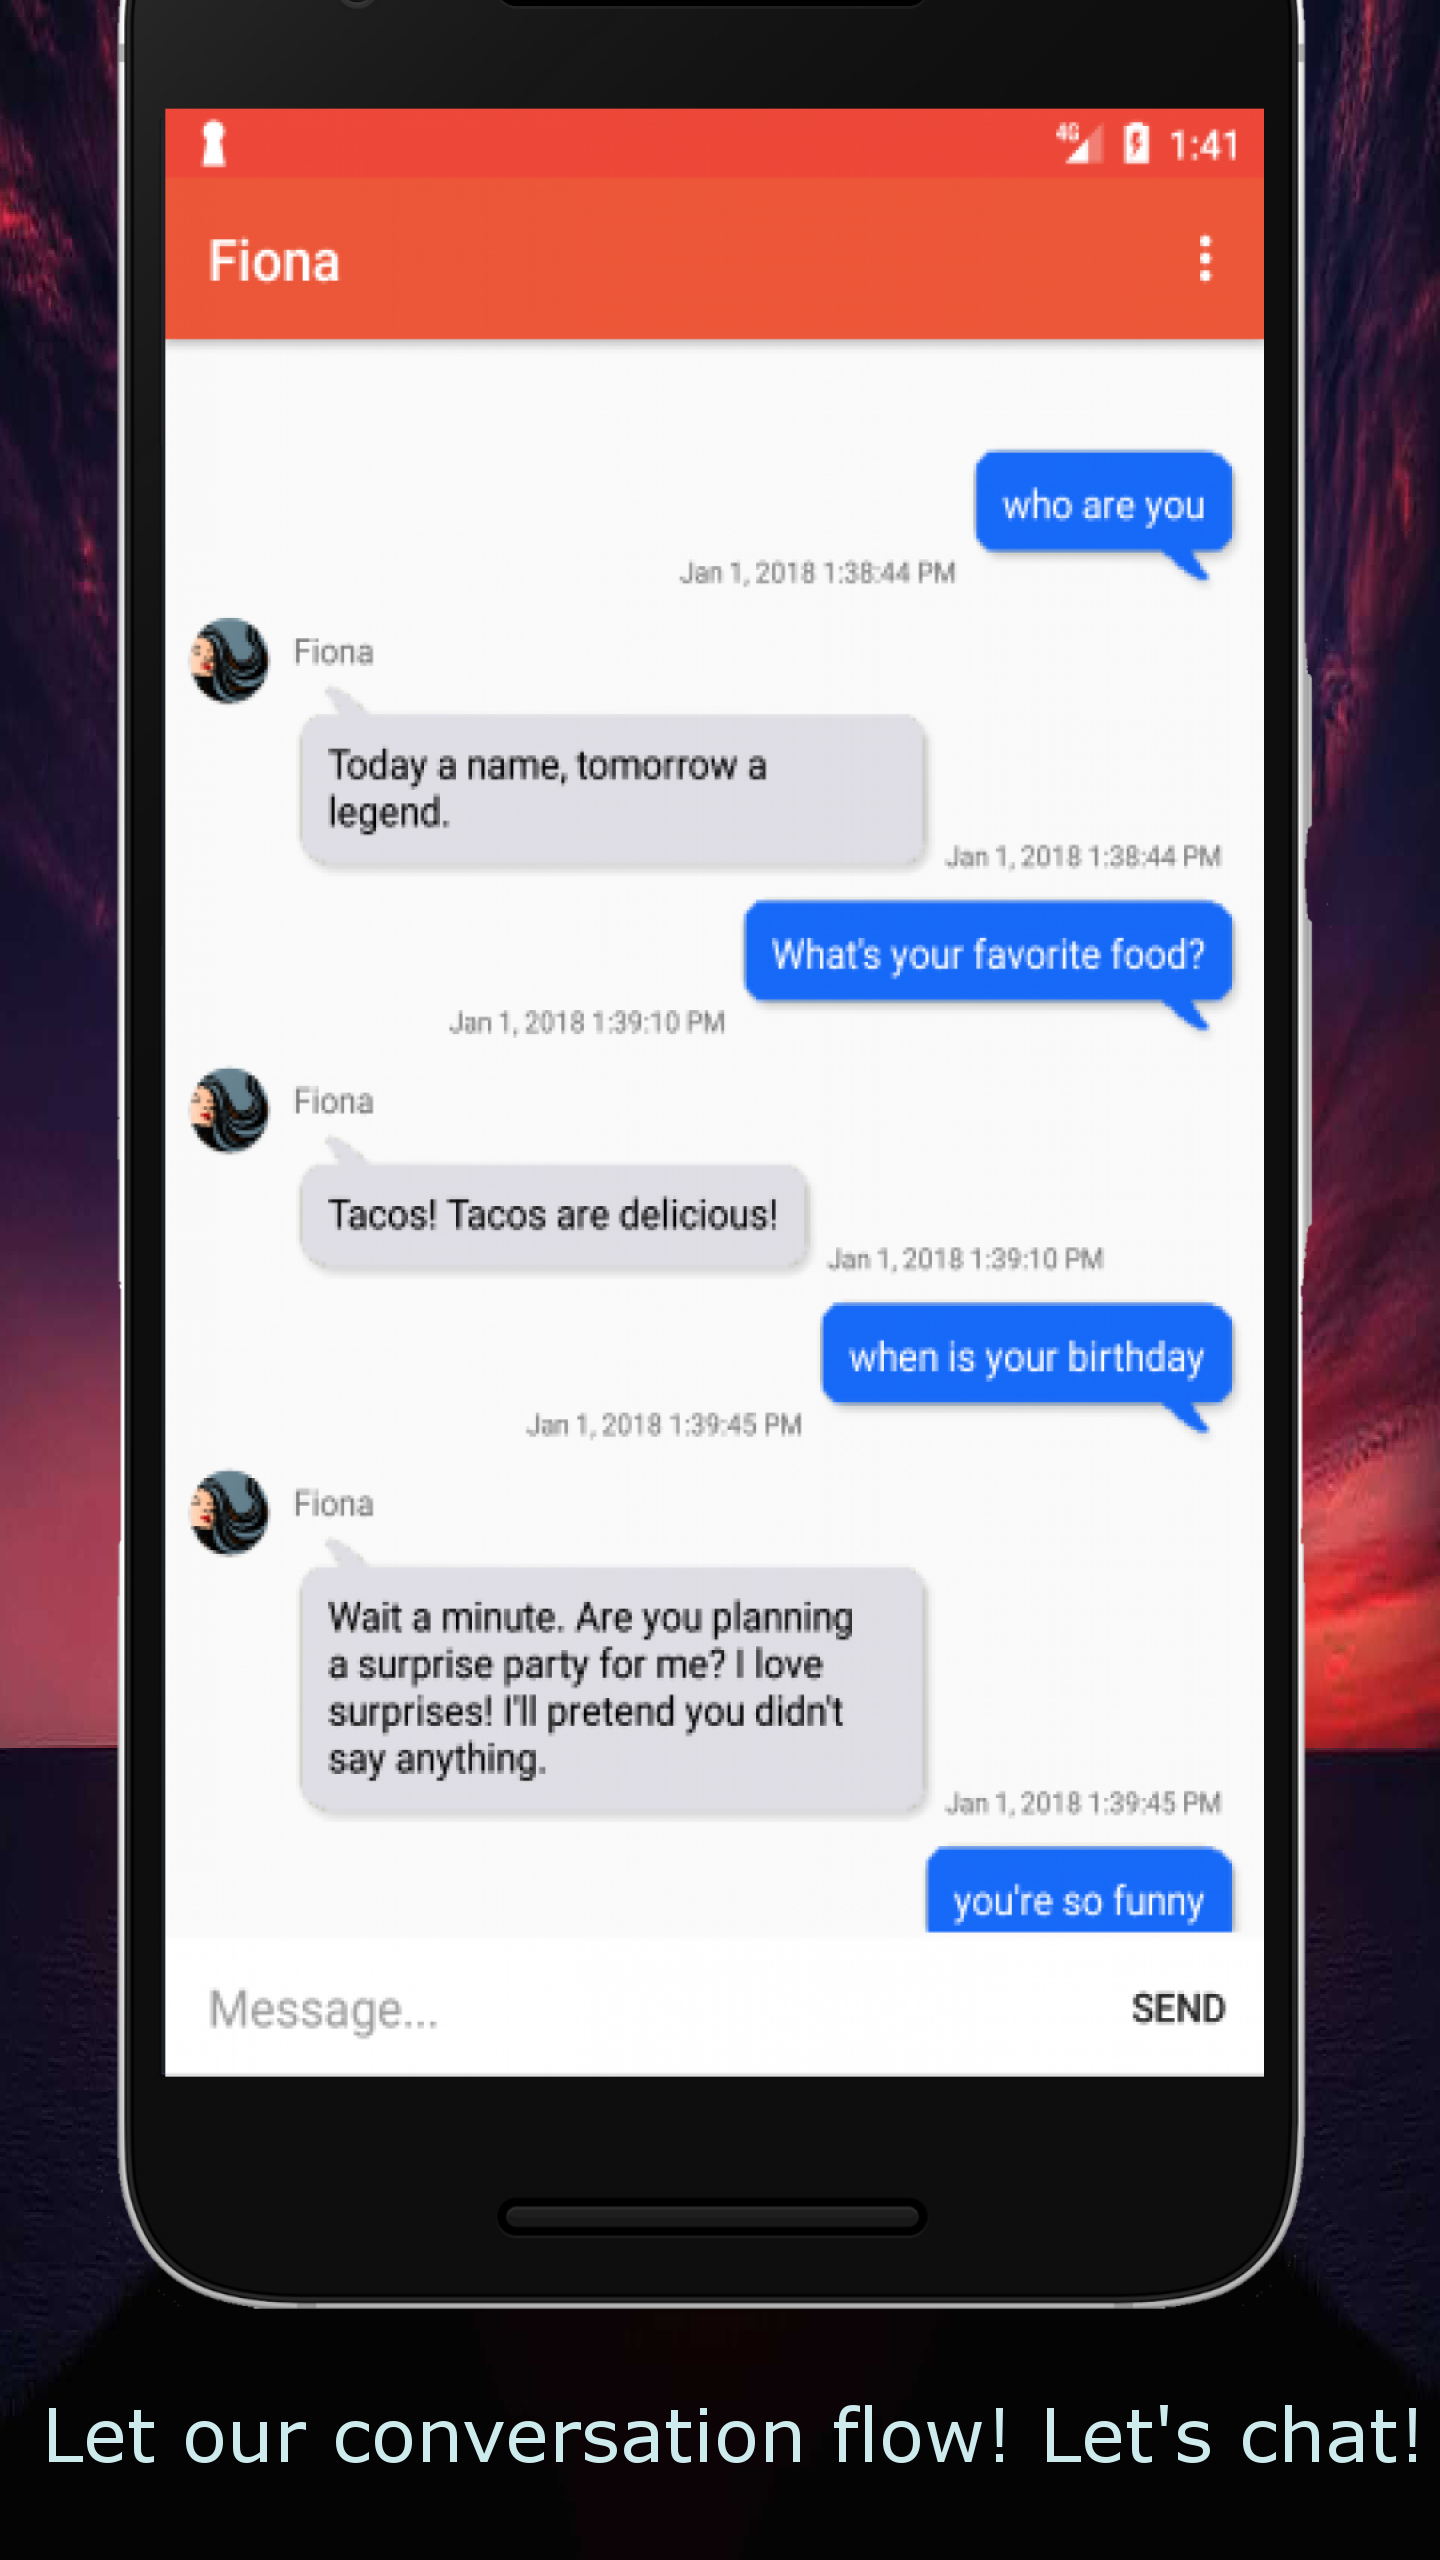 4G 1:41
Fiona
who are you
Jan 1, 2018 1:38:44 PM
Fiona
Today a name, tomorrow a
legend.
Jan 1, 2018 1:38:44 PM
What's your favorite food?
Jan 1, 2018 1:39:10 PM
Fiona
Tacos! Tacos are delicious!
Jan 1, 2018 1:39:10 PM
when is your birthday
Jan 1, 2018 1:39:45 PM
Fiona
Wait a minute. Are you planning
a surprise party for me? I love
surprises! I'll pretend you didn't
say anything.
Jan 1, 2018 1:39:45 PM
you're so funny
Message... SEND
Let our conversation flow! Let's chat!